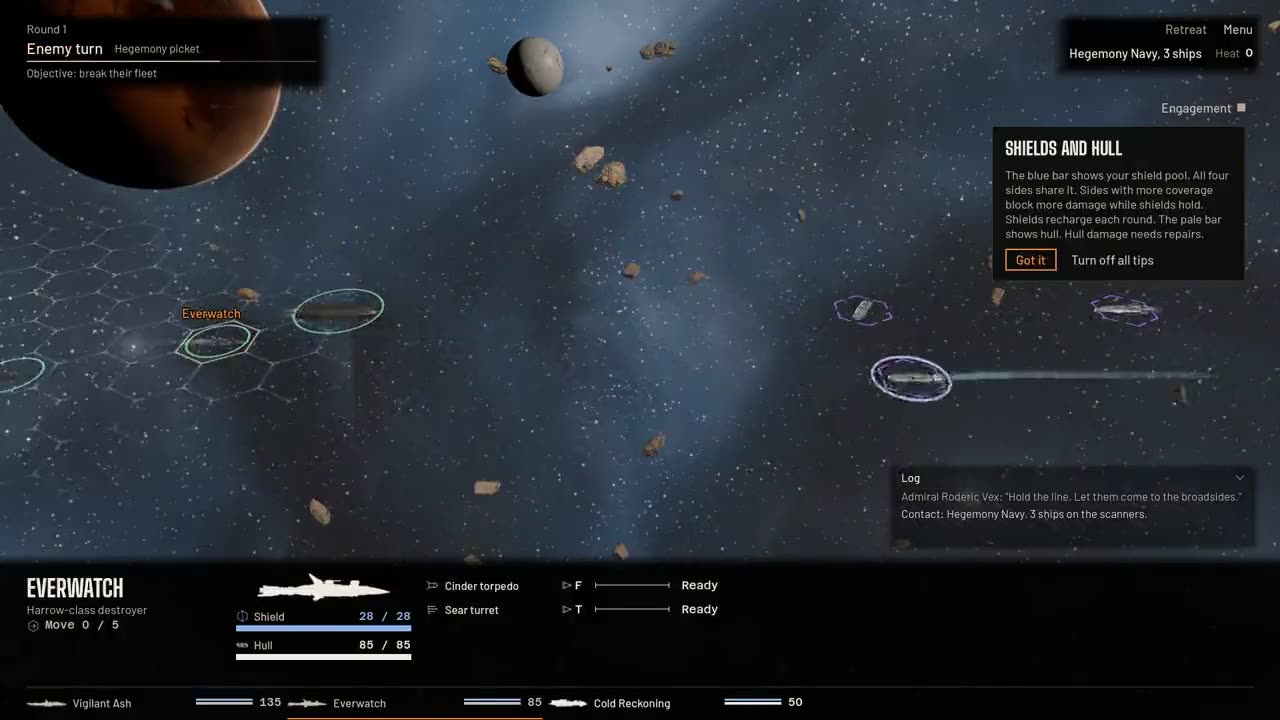 Round 1
Enemy turn Hegemony picket
Objective: break their fleet
Retreat Menu
Hegemony Navy, 3 ships Heat 0
Engagement
SHIELDS AND HULL
The blue bar shows your shield pool. All four
sides share it. Sides with more coverage
block more damage while shields hold.
Shields recharge each round. The pale bar
shows hull. Hull damage needs repairs.
Got it Turn off all tips
Everwatch
Log
Admiral Roderic Vex: "Hold the line. Let them come to the broadsides."
Contact: Hegemony Navy. 3 ships on the scanners.
EVERWATCH
Harrow-class destroyer
Move 0 / 5
Shield 28 / 28
Hull 85 / 85
Cinder torpedo F Ready
Sear turret T Ready
Vigilant Ash 135 Everwatch 85 Cold Reckoning 50